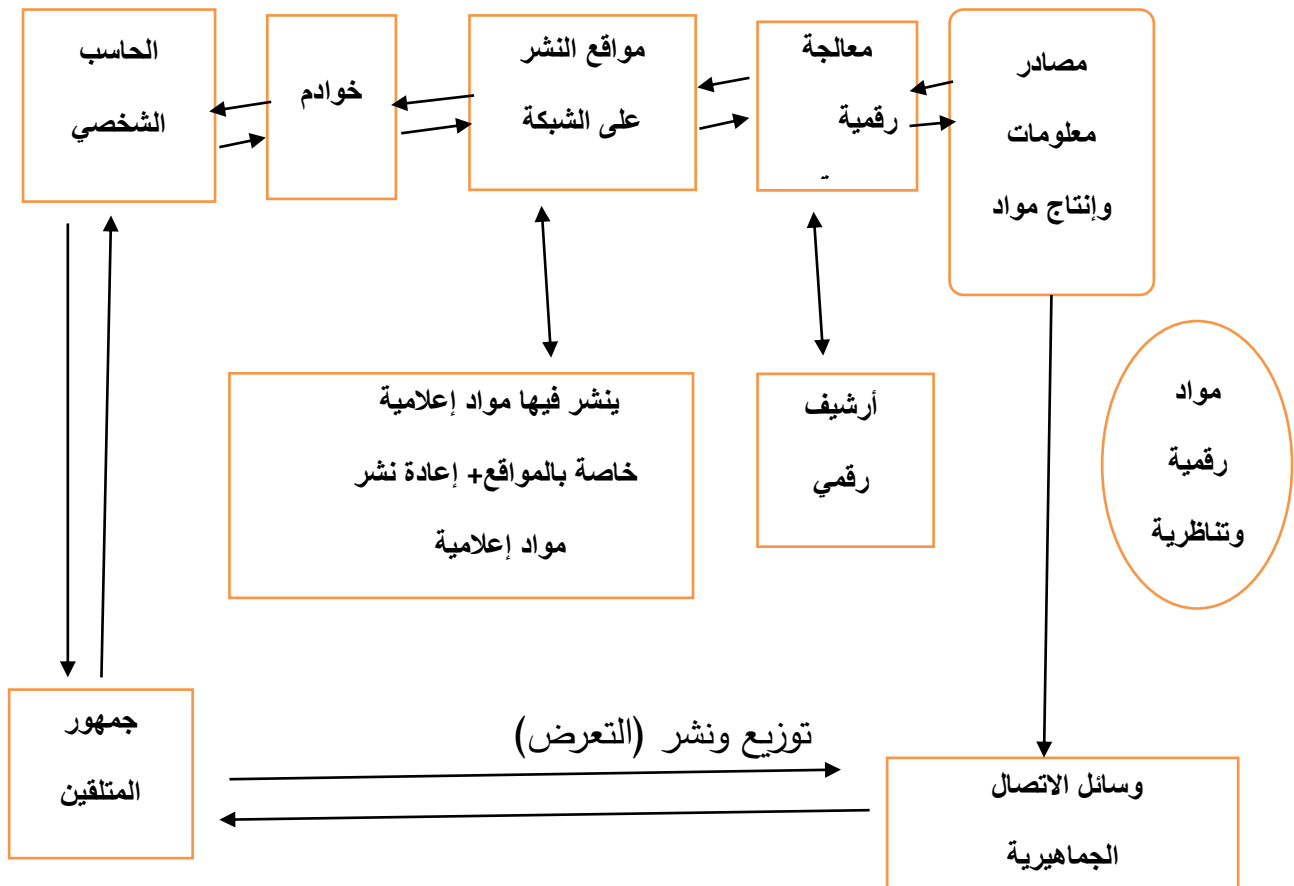 مصادر
معلومات
وإنتاج مواد
معالجة
رقمية
مواقع النشر
على الشبكة
خوادم
الحاسب
الشخصي
مواد
رقمية
وتناظرية
أرشيف
رقمي
ينشر فيها مواد إعلامية
خاصة بالمواقع+ إعادة نشر
مواد إعلامية
توزيع ونشر (التعرض)
جمهور
المتلقين
وسائل الاتصال
الجماهيرية